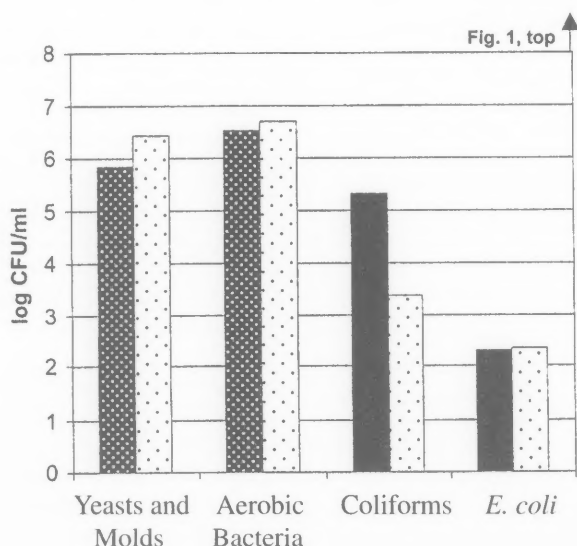 Fig. 1, top
8
7
6
5
4
3
2
1
0
log CFU/ml
Yeasts and Molds
Aerobic Bacteria
Coliforms
E. coli